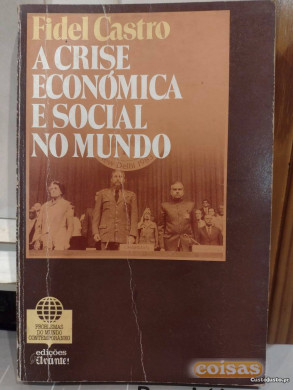 Fidel Castro
A CRISE
ECONÓMICA
E SOCIAL
NO MUNDO
PROBLEMAS
DO MUNDO
CONTEMPORÂNEO
edições
Avante!
coisas